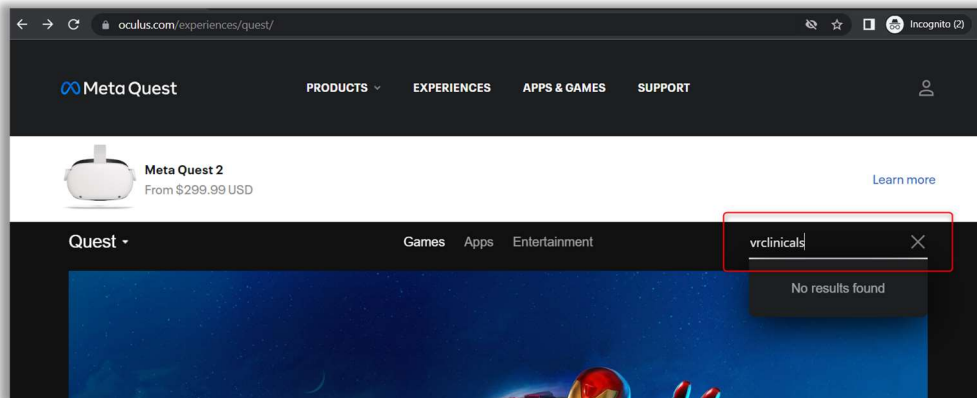 oculus.com/experiences/quest/
Incognito (2)
Meta Quest
PRODUCTS EXPERIENCES APPS & GAMES SUPPORT
Meta Quest 2
From $299.99 USD
Learn more
Quest
Games Apps Entertainment
vrclinicals
No results found